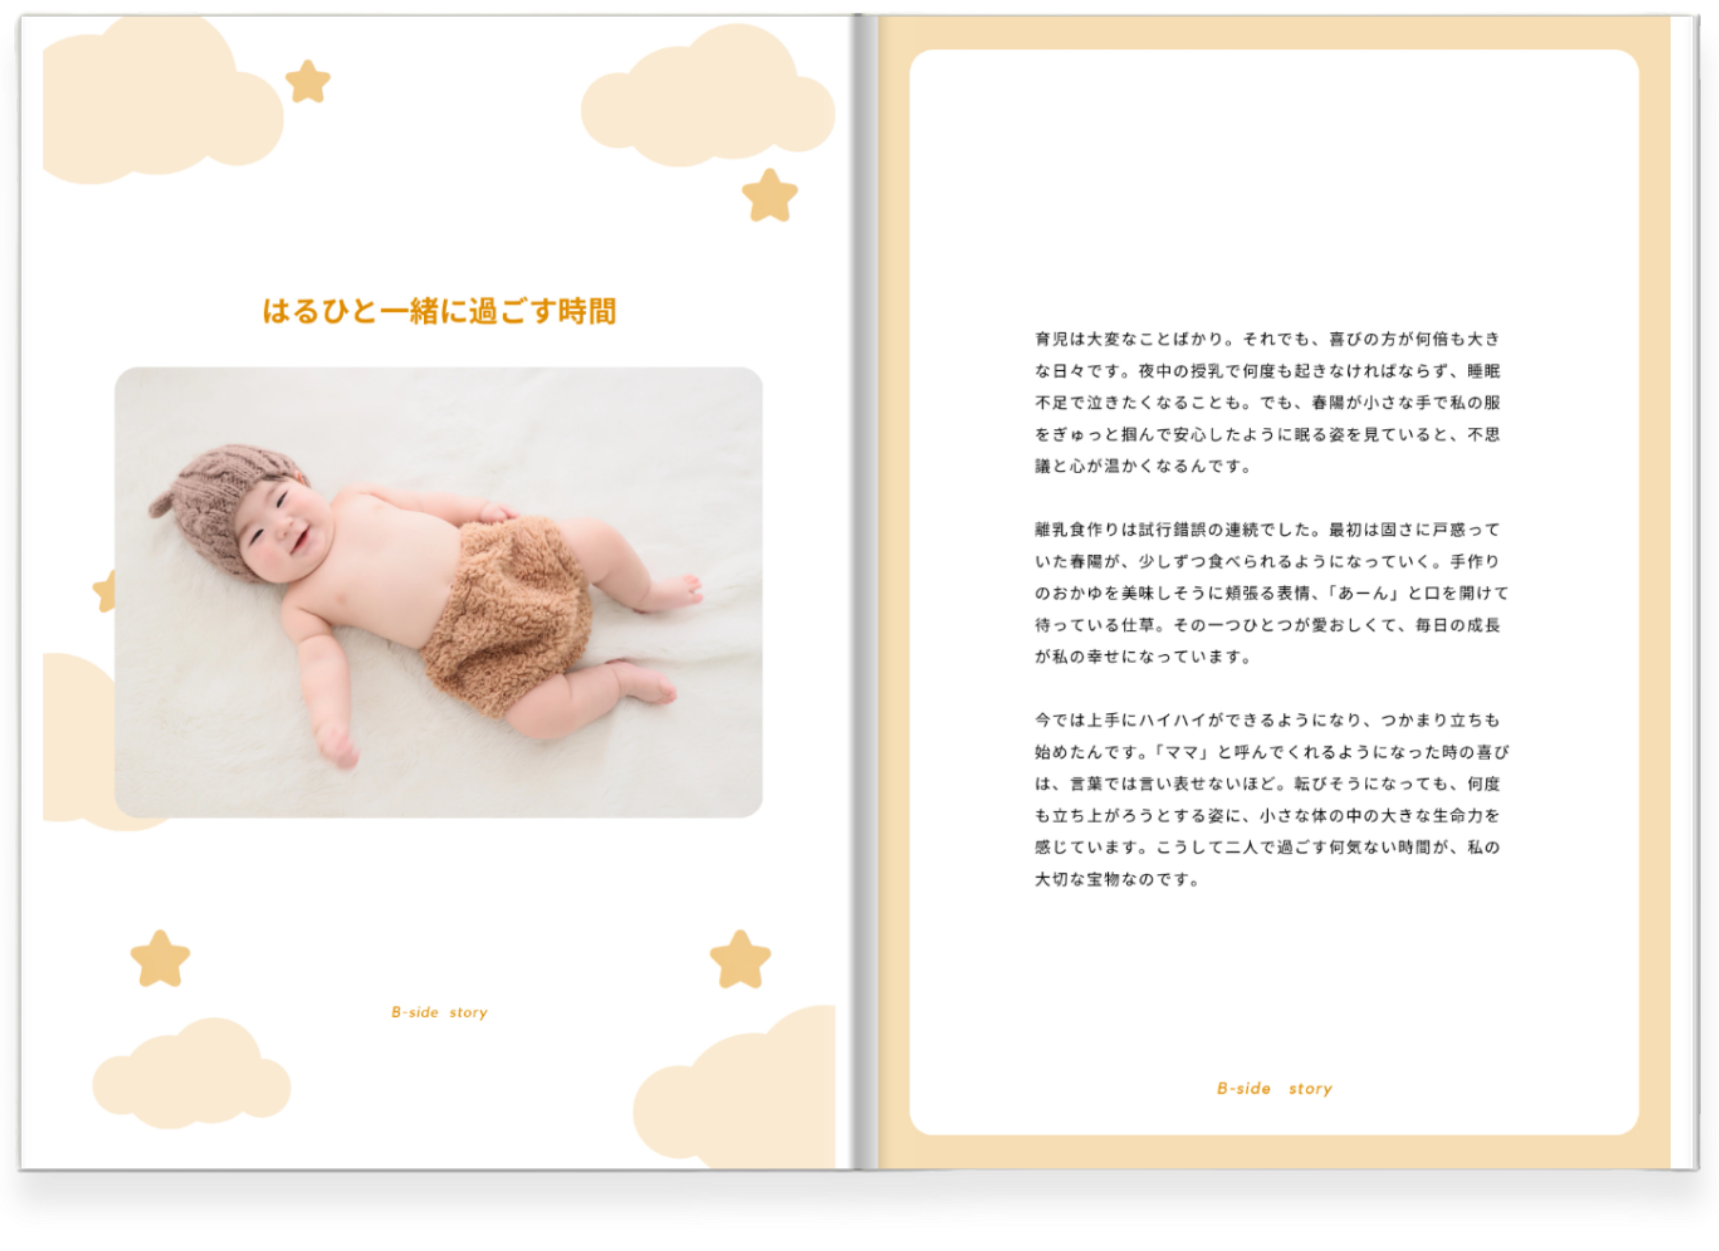 はるひと一緒に過ごす時間
B-side story
育児は大変なことばかり。それでも、喜びの方が何倍も大き
な日々です。夜中の授乳で何度も起きなければならず、睡眠
不足で泣きたくなることも。でも、春陽が小さな手で私の服
をぎゅっと掴んで安心したように眠る姿を見ていると、不思
議と心が温かくなるんです。
離乳食作りは試行錯誤の連続でした。最初は固さに戸惑って
いた春陽が、少しずつ食べられるようになっていく。手作り
のおかゆを美味しそうに頬張る表情、「あーん」と口を開けて
待っている仕草。その一つひとつが愛おしくて、毎日の成長
が私の幸せになっています。
今では上手にハイハイができるようになり、つかまり立ちも
始めたんです。「ママ」と呼んでくれるようになった時の喜び
は、言葉では言い表せないほど。転びそうになっても、何度
も立ち上がろうとする姿に、小さな体の中の大きな生命力を
感じています。こうして二人で過ごす何気ない時間が、私の
大切な宝物なのです。
B-side story